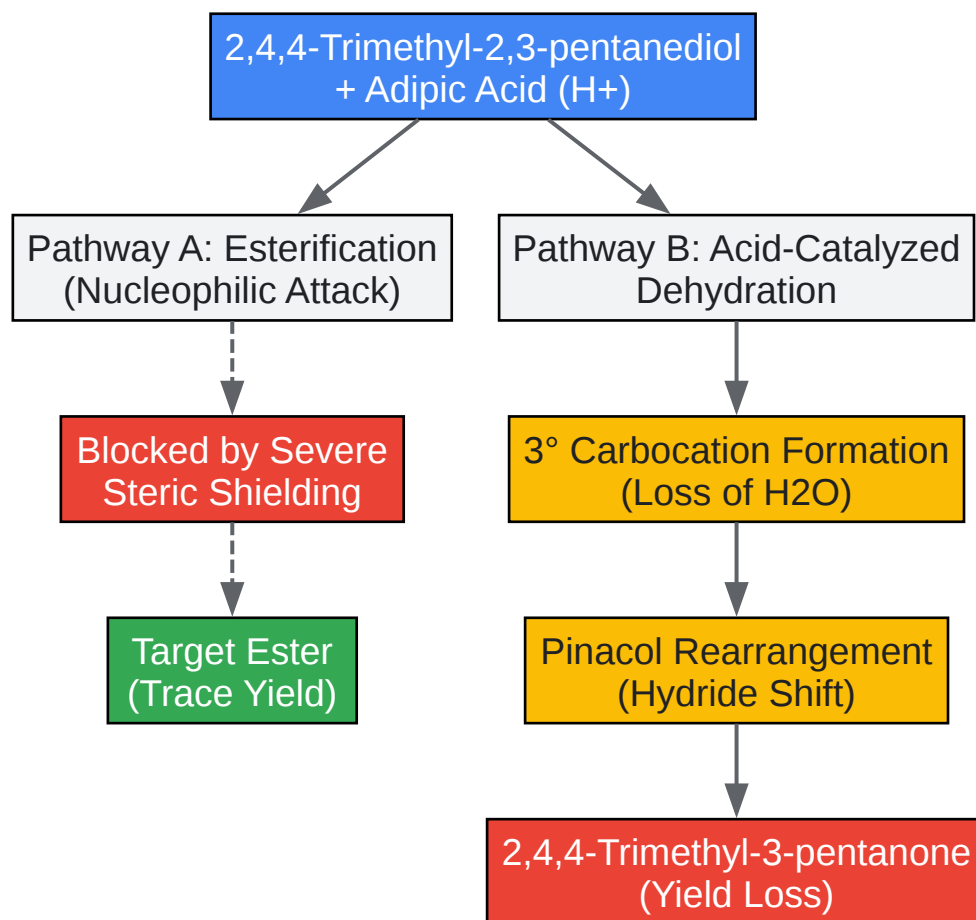 2,4,4-Trimethyl-2,3-pentanediol
+ Adipic Acid (H+)
Pathway A: Esterification
(Nucleophilic Attack)
Pathway B: Acid-Catalyzed
Dehydration
Blocked by Severe
Steric Shielding
3° Carbocation Formation
(Loss of H2O)
Target Ester
(Trace Yield)
Pinacol Rearrangement
(Hydride Shift)
2,4,4-Trimethyl-3-pentanone
(Yield Loss)